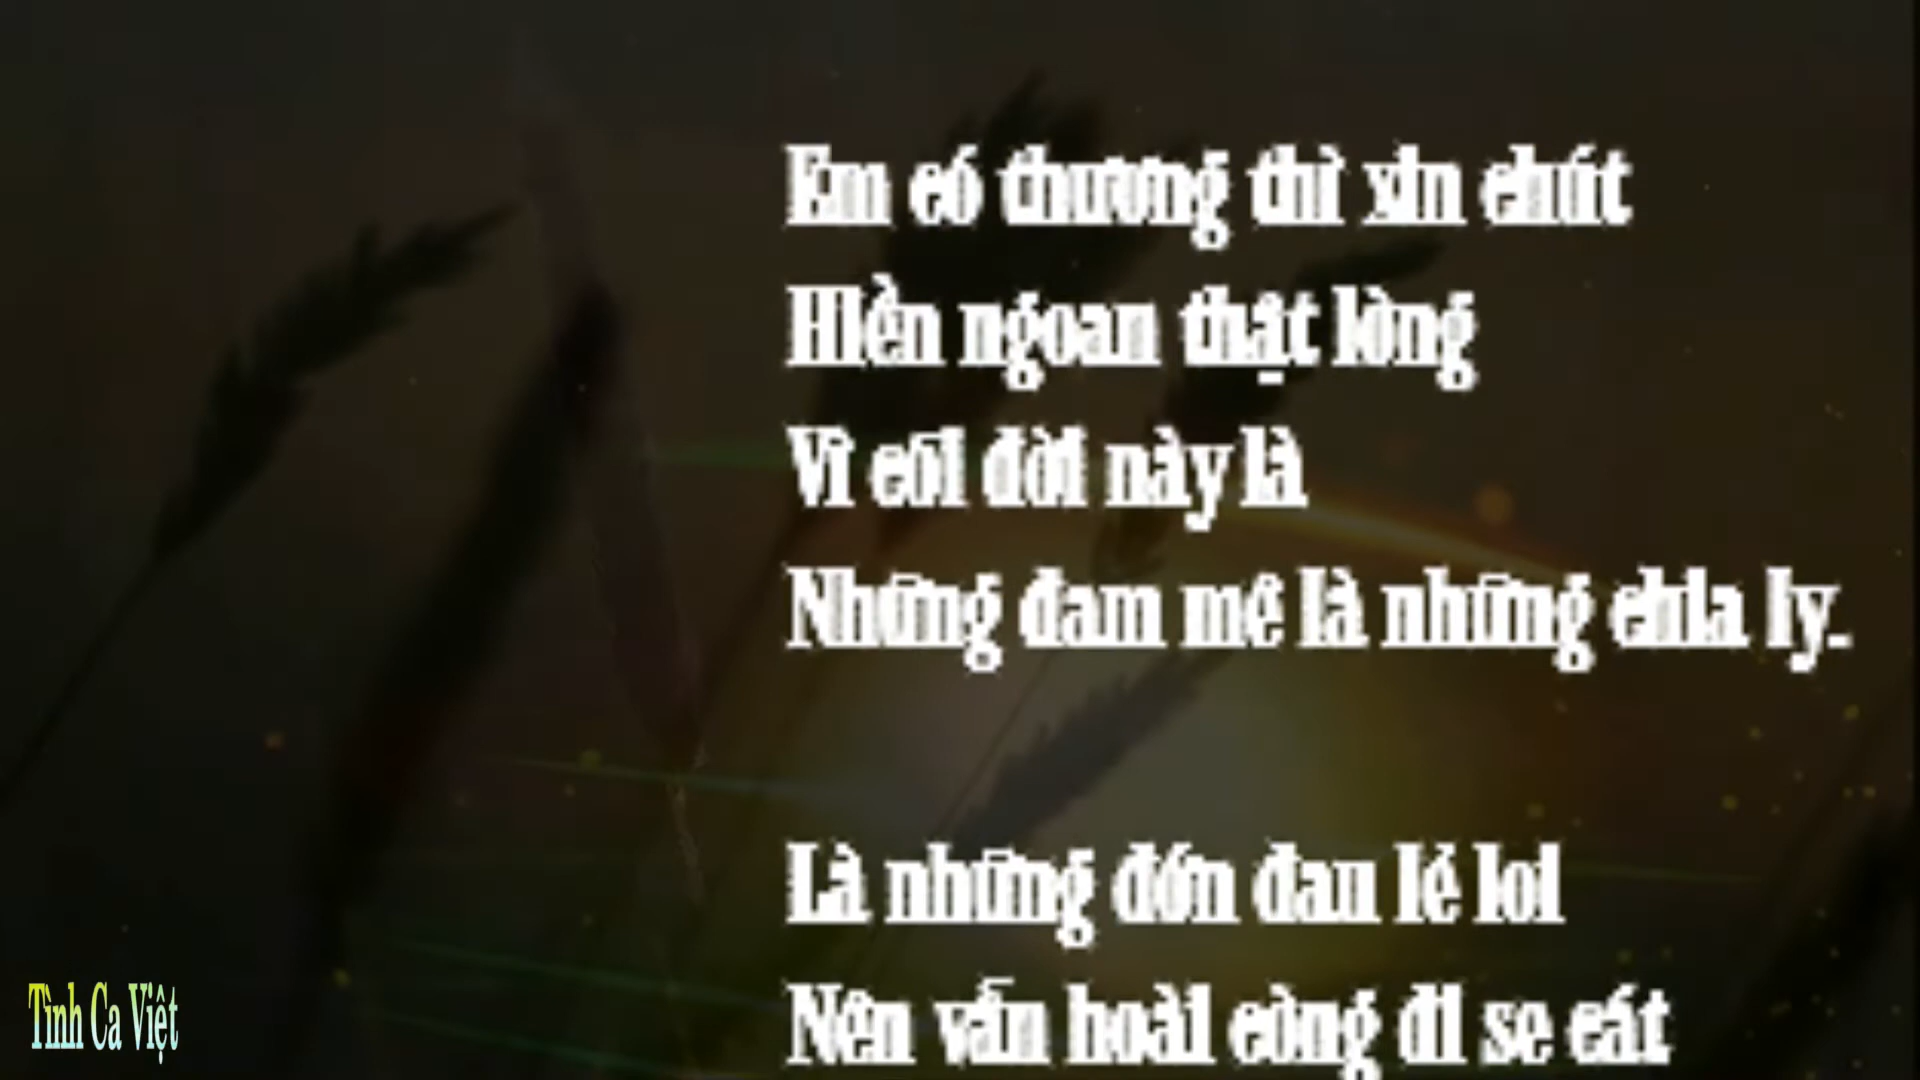 Em có thương thì xin chút
Hiền ngoan thật lòng
Vì cõi đời này là
Những đam mê là những chia ly.
Là những đớn đau lẻ loi
Nên vẫn hoài còng đi se cát
Tình Ca Việt